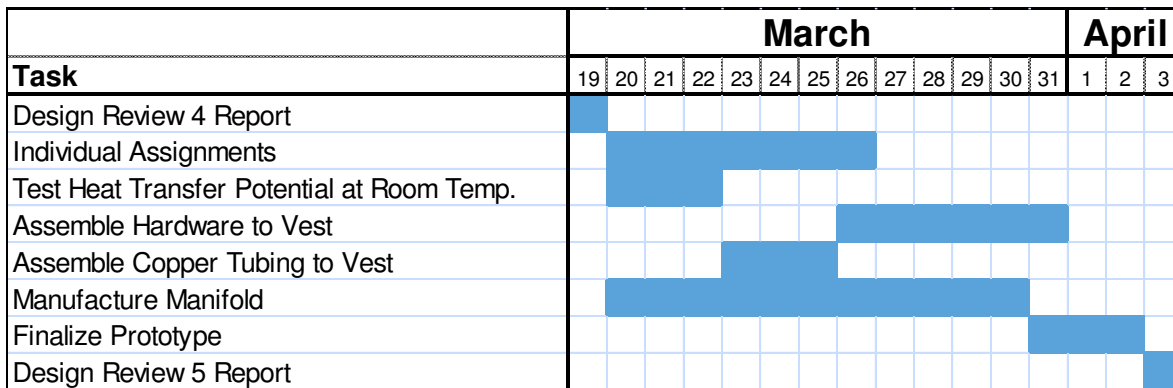 March April
Task 19 20 21 22 23 24 25 26 27 28 29 30 31 1 2 3
Design Review 4 Report
Individual Assignments
Test Heat Transfer Potential at Room Temp.
Assemble Hardware to Vest
Assemble Copper Tubing to Vest
Manufacture Manifold
Finalize Prototype
Design Review 5 Report